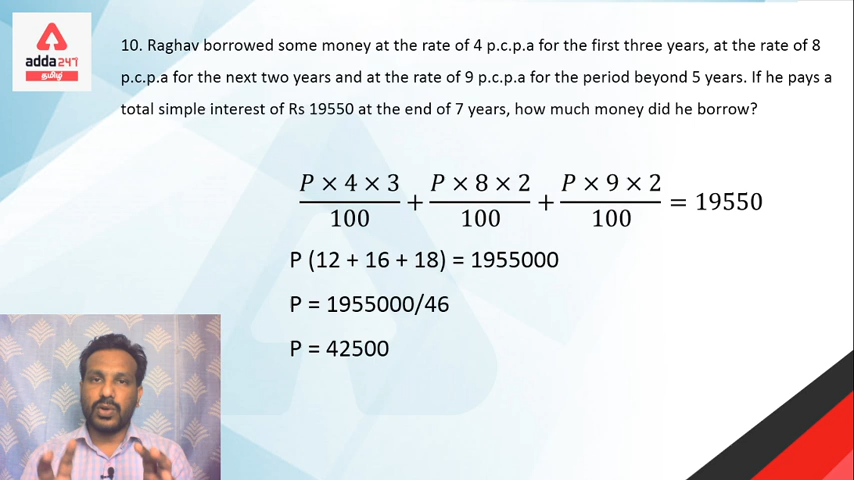 adda247
தமிழ்
10. Raghav borrowed some money at the rate of 4 p.c.p.a for the first three years, at the rate of 8
p.c.p.a for the next two years and at the rate of 9 p.c.p.a for the period beyond 5 years. If he pays a
total simple interest of Rs 19550 at the end of 7 years, how much money did he borrow?
P × 4 × 3/100 + P × 8 × 2/100 + P × 9 × 2/100 = 19550
P (12 + 16 + 18) = 1955000
P = 1955000/46
P = 42500